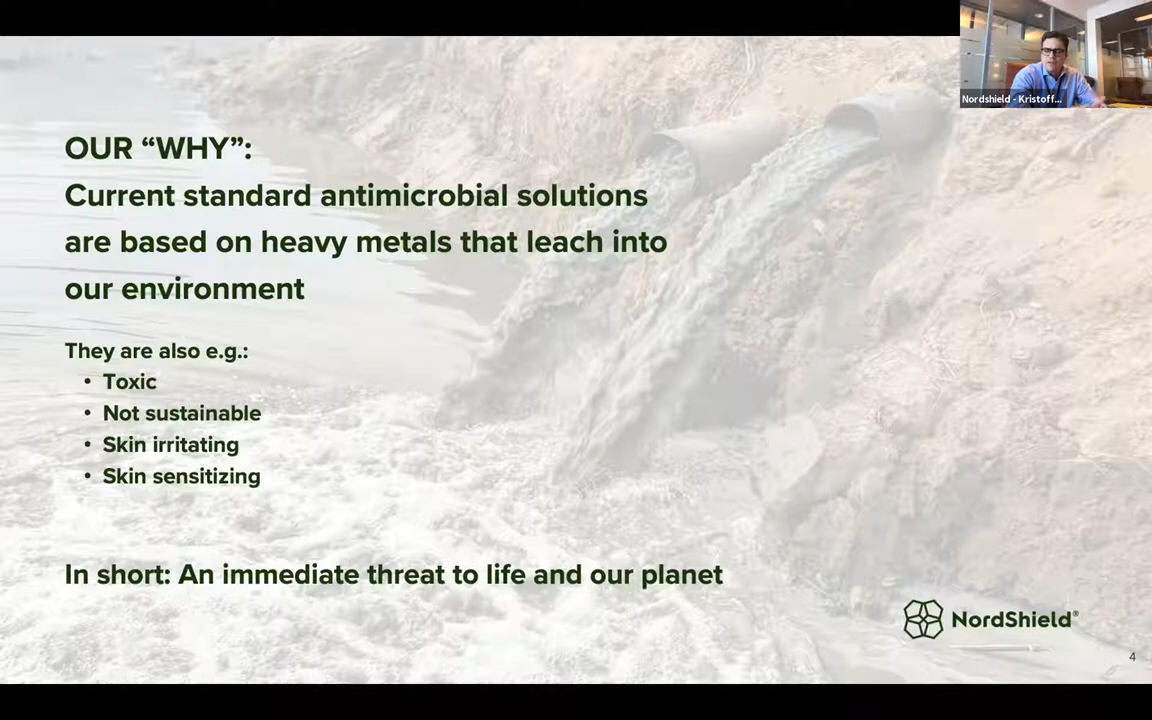 Nordshield - Kristoff...
OUR “WHY”:
Current standard antimicrobial solutions
are based on heavy metals that leach into
our environment
They are also e.g.:
• Toxic
• Not sustainable
• Skin irritating
• Skin sensitizing
In short: An immediate threat to life and our planet
NordShield®
4